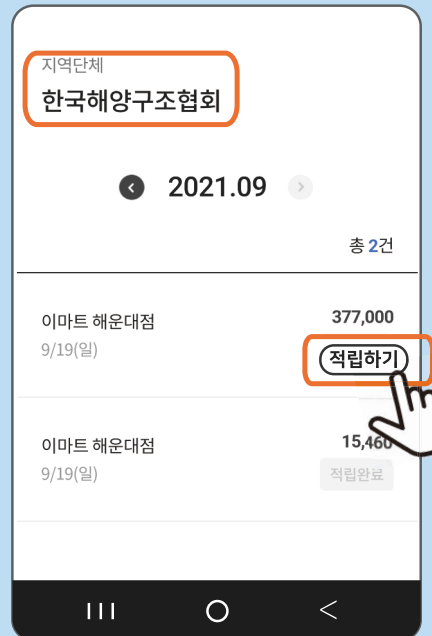 지역단체
한국해양구조협회
2021.09
총 2건
이마트 해운대점
377,000
9/19(일)
적립하기
이마트 해운대점
15,460
9/19(일)
적립완료